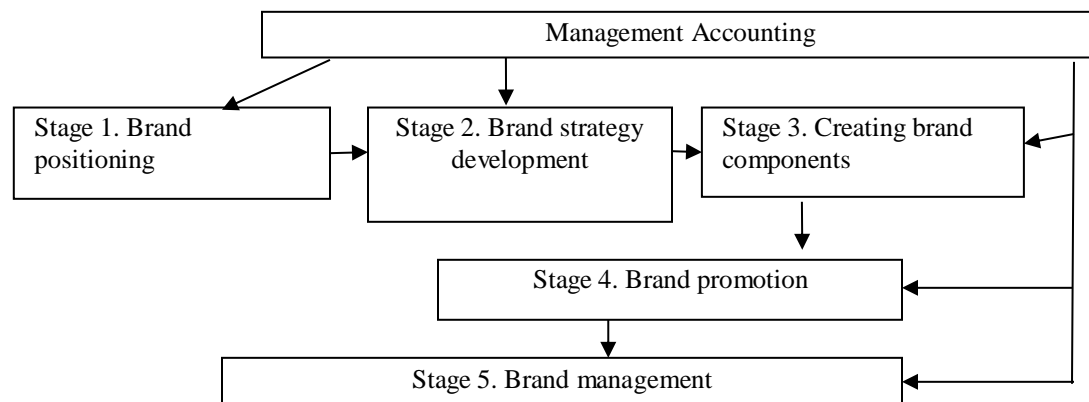 Management Accounting
Stage 1. Brand
positioning
Stage 2. Brand strategy
development
Stage 3. Creating brand
components
Stage 4. Brand promotion
Stage 5. Brand management